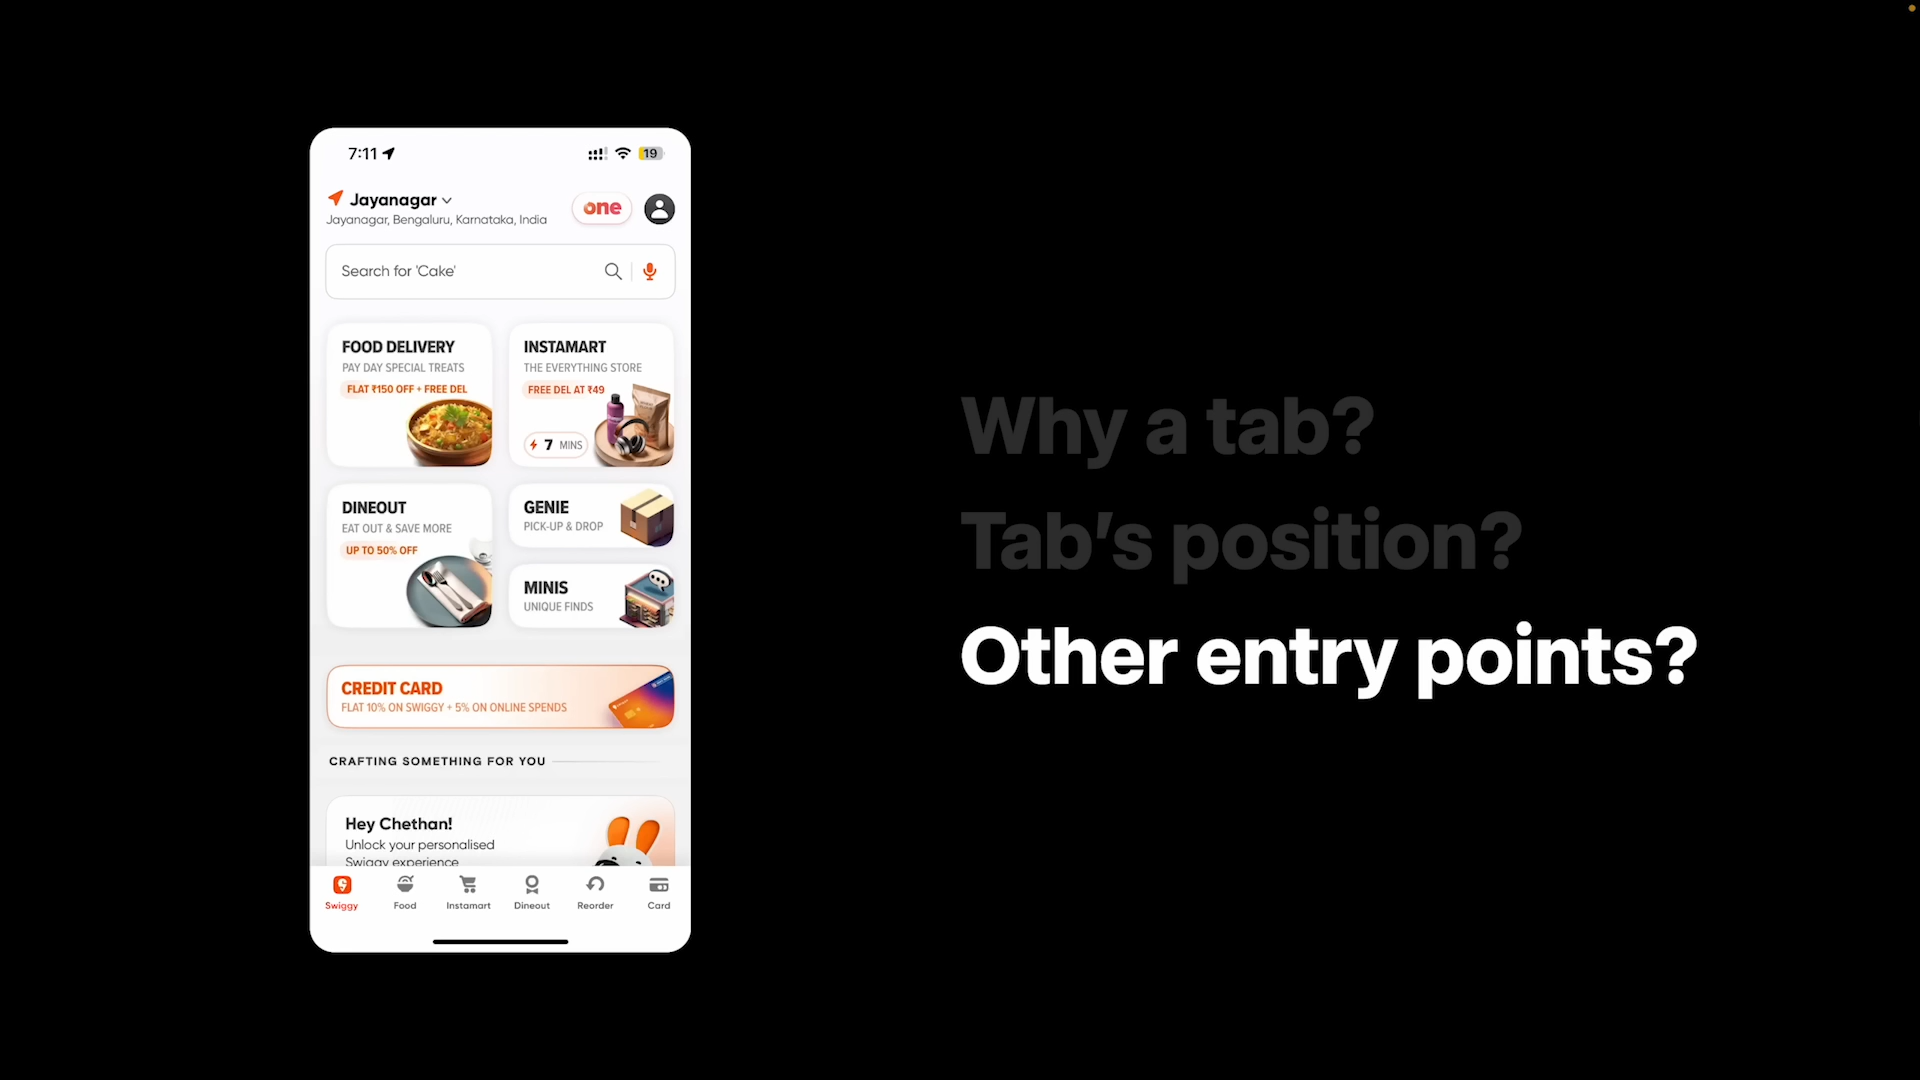 7:11
19
Jayanagar
Jayanagar, Bengaluru, Karnataka, India
one
Search for 'Cake'
FOOD DELIVERY
PAY DAY SPECIAL TREATS
FLAT ₹150 OFF + FREE DEL
INSTAMART
THE EVERYTHING STORE
FREE DEL AT ₹49
7 MINS
DINEOUT
EAT OUT & SAVE MORE
UP TO 50% OFF
GENIE
PICK-UP & DROP
MINIS
UNIQUE FINDS
CREDIT CARD
FLAT 10% ON SWIGGY + 5% ON ONLINE SPENDS
CRAFTING SOMETHING FOR YOU
Hey Chethan!
Unlock your personalised
Swiggy experience
Swiggy
Food
Instamart
Dineout
Reorder
Card
Why a tab?
Tab's position?
Other entry points?